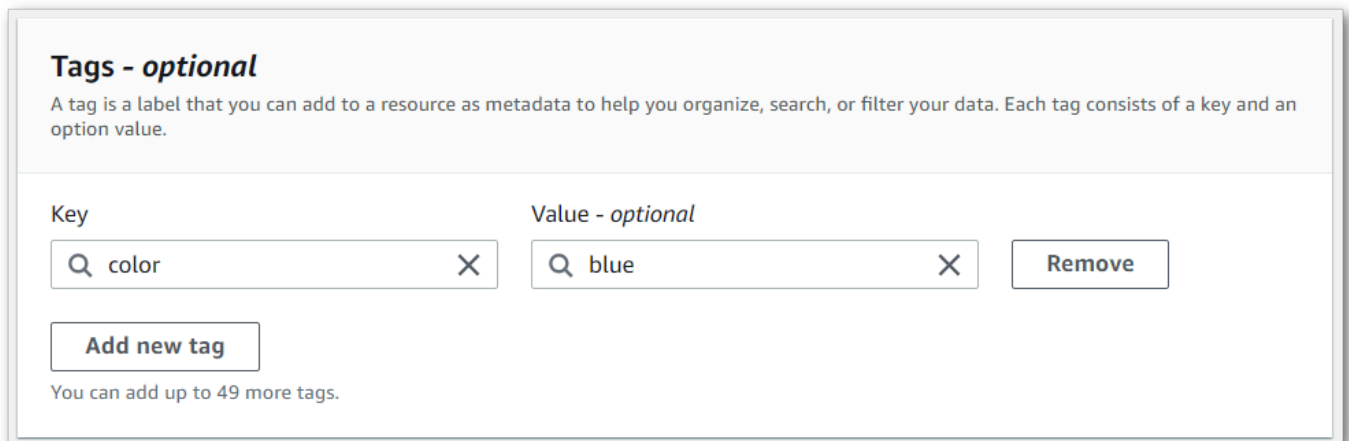 Tags - optional
A tag is a label that you can add to a resource as metadata to help you organize, search, or filter your data. Each tag consists of a key and an
option value.
Key Value - optional
color blue Remove
Add new tag
You can add up to 49 more tags.